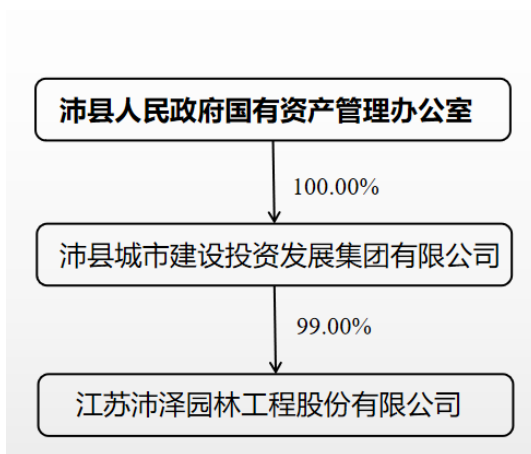 沛县人民政府国有资产管理办公室
100.00%
沛县城市建设投资发展集团有限公司
99.00%
江苏沛泽园林工程股份有限公司